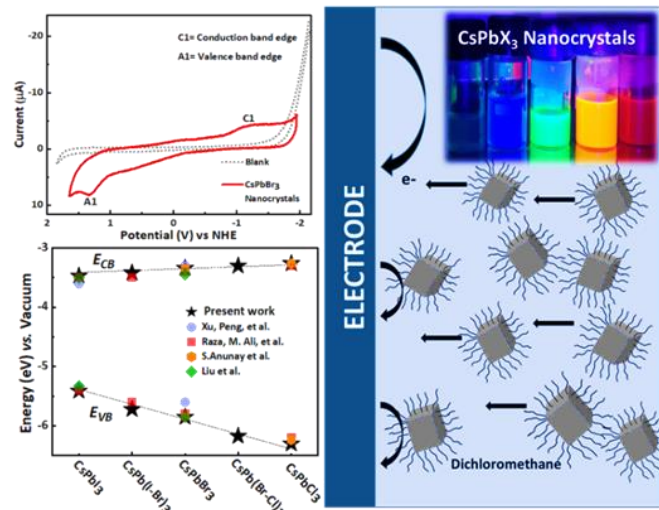 C1= Conduction band edge
A1= Valence band edge
-20
-10
0
10
Current (µA)
C1
A1
Blank
CsPbBr3
Nanocrystals
2
1
0
-1
-2
Potential (V) vs NHE
-3
-4
-5
-6
Energy (eV) vs. Vacuum
ECB
Present work
Xu, Peng, et al.
Raza, M. Ali, et al.
S.Anunay et al.
Liu et al.
EVB
CsPbI3
CsPb(I-Br)3
CsPbBr3
CsPb(Br-Cl)3
CsPbCl3
ELECTRODE
CsPbX3 Nanocrystals
e-
Dichloromethane